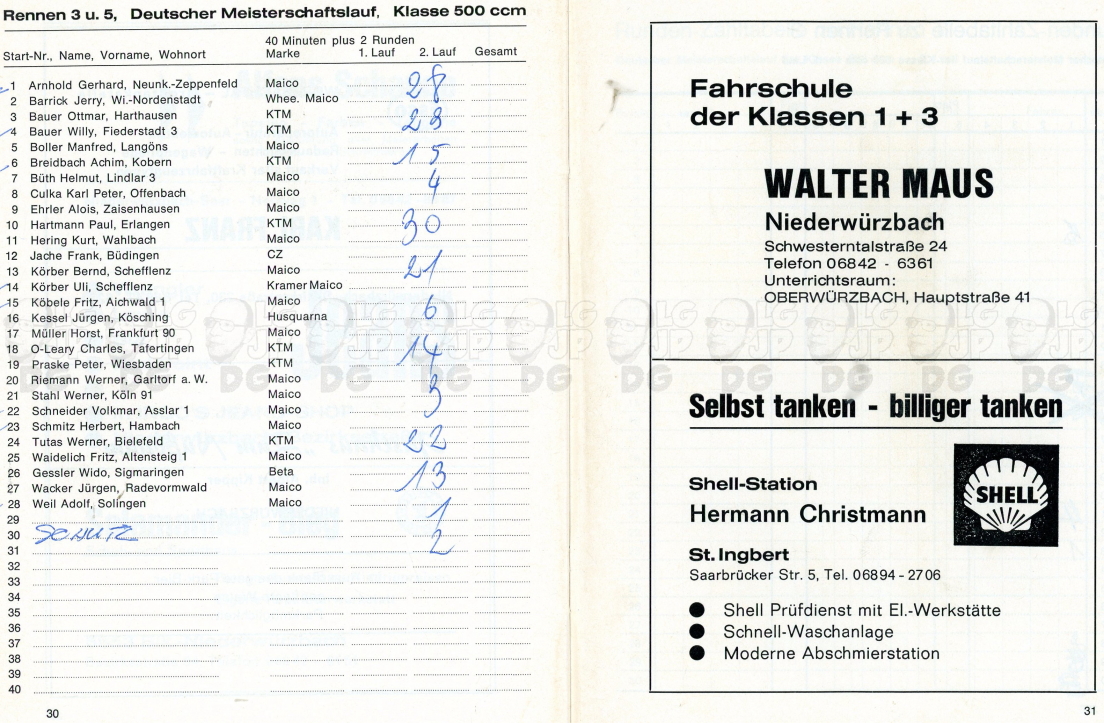 Rennen 3 u. 5, Deutscher Meisterschaftslauf, Klasse 500 ccm
40 Minuten plus 2 Runden
Start-Nr., Name, Vorname, Wohnort Marke 1. Lauf 2. Lauf Gesamt
1 Arnhold Gerhard, Neunk.-Zeppenfeld Maico 28
2 Barrick Jerry, Wi.-Nordenstadt Whee. Maico
3 Bauer Ottmar, Harthausen KTM 23
4 Bauer Willy, Fiederstadt 3 KTM
5 Boller Manfred, Langöns Maico 15
6 Breidbach Achim, Kobern KTM
7 Büth Helmut, Lindlar 3 Maico 4
8 Culka Karl Peter, Offenbach Maico
9 Ehrler Alois, Zaisenhausen Maico
10 Hartmann Paul, Erlangen KTM 30
11 Hering Kurt, Wahlbach Maico
12 Jache Frank, Büdingen CZ
13 Körber Bernd, Schefflenz Maico 21
14 Körber Uli, Schefflenz Kramer Maico
15 Köbele Fritz, Aichwald 1 Maico 6
16 Kessel Jürgen, Kösching Husquarna
17 Müller Horst, Frankfurt 90 Maico
18 O-Leary Charles, Tafertingen KTM 14
19 Praske Peter, Wiesbaden KTM
20 Riemann Werner, Garltorf a. W. Maico 3
21 Stahl Werner, Köln 91 Maico
22 Schneider Volkmar, Asslar 1 Maico
23 Schmitz Herbert, Hambach Maico
24 Tutas Werner, Bielefeld KTM 22
25 Waidelich Fritz, Altensteig 1 Maico
26 Gessler Wido, Sigmaringen Beta 13
27 Wacker Jürgen, Radevormwald Maico
28 Weil Adolf, Solingen Maico 1
29
30 SCHUTZ
31 2
32
33
34
35
36
37
38
39
40
30
Fahrschule
der Klassen 1 + 3
WALTER MAUS
Niederwürzbach
Schwesterntalstraße 24
Telefon 06842 - 6361
Unterrichtsraum:
OBERWÜRZBACH, Hauptstraße 41
Selbst tanken - billiger tanken
SHELL
Shell-Station
Hermann Christmann
St. Ingbert
Saarbrücker Str. 5, Tel. 06894 - 2706
● Shell Prüfdienst mit El.-Werkstätte
● Schnell-Waschanlage
● Moderne Abschmierstation
31
LG JP DG